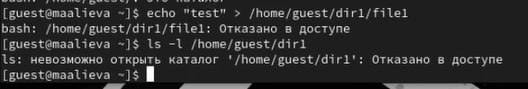 [guest@maalieva ~]$ echo "test" > /home/guest/dir1/file1
bash: /home/guest/dir1/file1: Отказано в доступе
[guest@maalieva ~]$ ls -l /home/guest/dir1
ls: невозможно открыть каталог '/home/guest/dir1': Отказано в доступе
[guest@maalieva ~]$